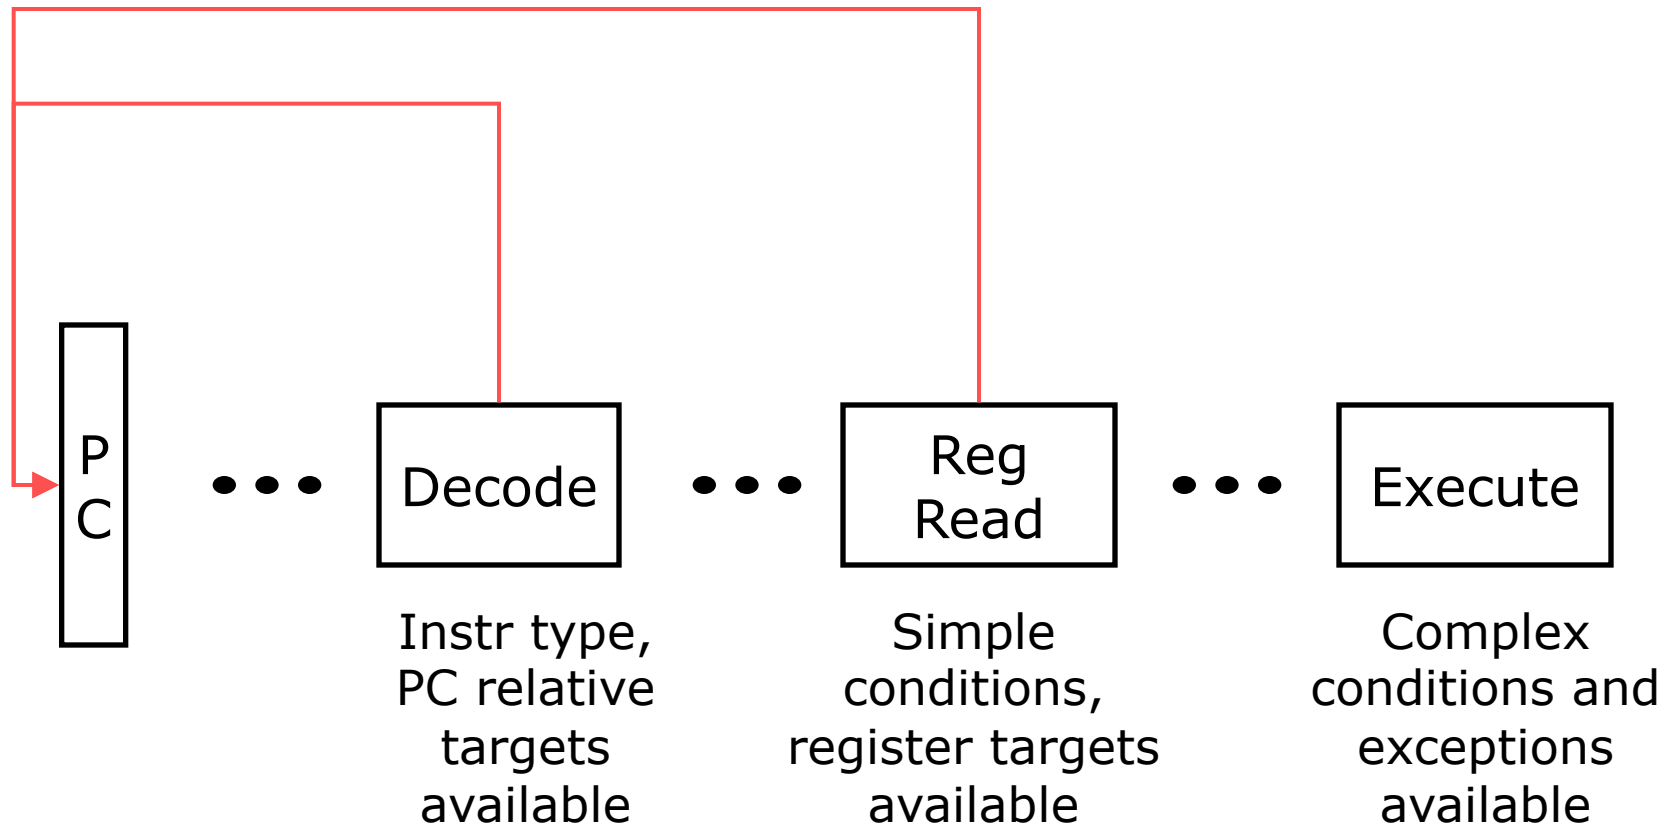 P
C
Decode
Reg
Read
Execute
Instr type,
PC relative
targets
available
Simple
conditions,
register targets
available
Complex
conditions and
exceptions
available